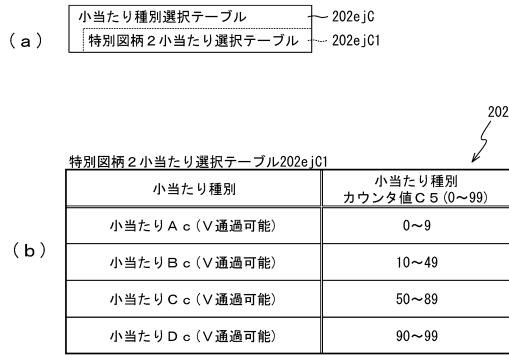 (a)
小当たり種別選択テーブル 202ejC
特別図柄2小当たり選択テーブル 202ejC1
202
特別図柄2小当たり選択テーブル202ejC1
(b)
小当たり種別 小当たり種別
カウンタ値C5(0~99)
小当たりAc(V通過可能) 0~9
小当たりBc(V通過可能) 10~49
小当たりCc(V通過可能) 50~89
小当たりDc(V通過可能) 90~99